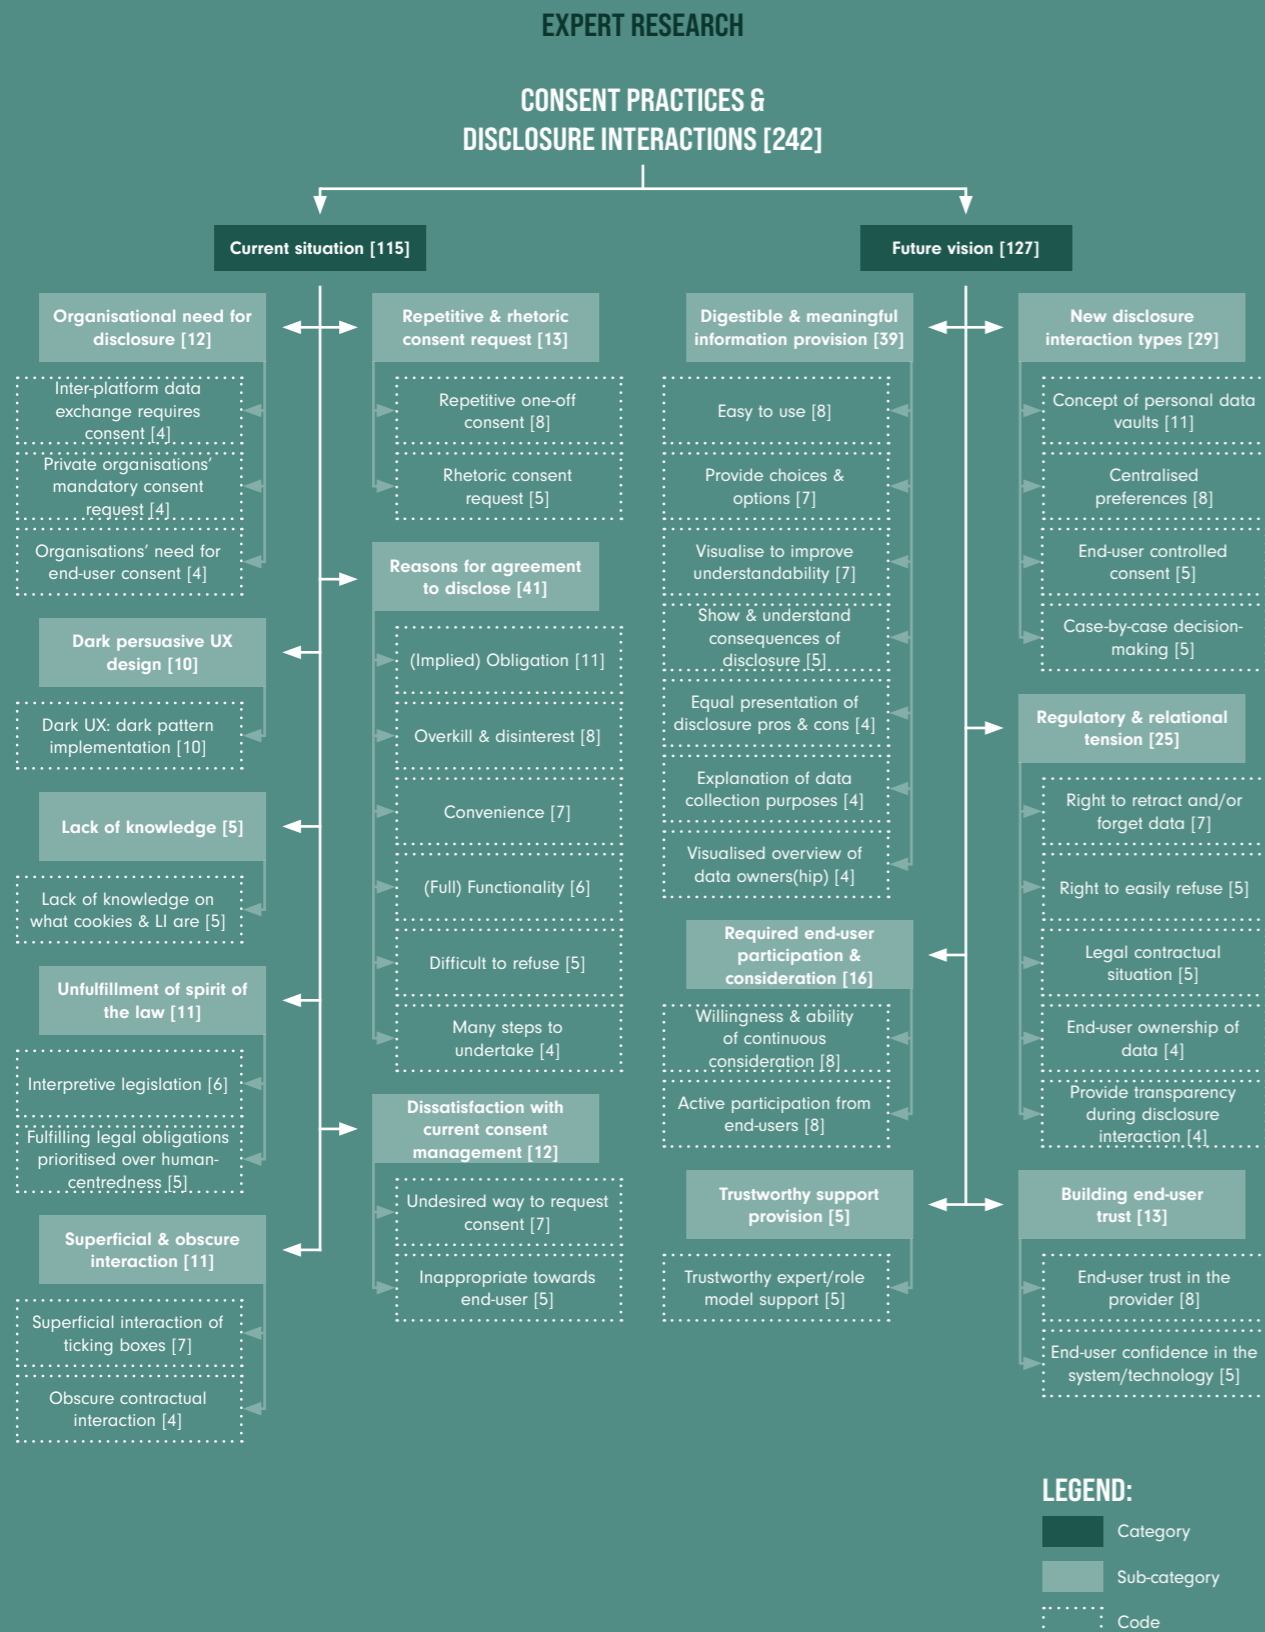 EXPERT RESEARCH
CONSENT PRACTICES &
DISCLOSURE INTERACTIONS [242]
Current situation [115]
Organisational need for
disclosure [12]
Inter-platform data
exchange requires
consent [4]
Private organisations'
mandatory consent
request [4]
Organisations' need for
end-user consent [4]
Dark persuasive UX
design [10]
Dark UX: dark pattern
implementation [10]
Lack of knowledge [5]
Lack of knowledge on
what cookies & LI are [5]
Unfulfillment of spirit of
the law [11]
Interpretive legislation [6]
Fulfilling legal obligations
prioritised over human-
centredness [5]
Superficial & obscure
interaction [11]
Superficial interaction of
ticking boxes [7]
Obscure contractual
interaction [4]
Repetitive & rhetoric
consent request [13]
Repetitive one-off
consent [8]
Rhetoric consent
request [5]
Reasons for agreement
to disclose [41]
(Implied) Obligation [11]
Overkill & disinterest [8]
Convenience [7]
(Full) Functionality [6]
Difficult to refuse [5]
Many steps to
undertake [4]
Dissatisfaction with
current consent
management [12]
Undesired way to request
consent [7]
Inappropriate towards
end-user [5]
Future vision [127]
Digestible & meaningful
information provision [39]
Easy to use [8]
Provide choices &
options [7]
Visualise to improve
understandability [7]
Show & understand
consequences of
disclosure [5]
Equal presentation of
disclosure pros & cons [4]
Explanation of data
collection purposes [4]
Visualised overview of
data owners(hip) [4]
Required end-user
participation &
consideration [16]
Willingness & ability
of continuous
consideration [8]
Active participation from
end-users [8]
Trustworthy support
provision [5]
Trustworthy expert/role
model support [5]
New disclosure
interaction types [29]
Concept of personal data
vaults [11]
Centralised
preferences [8]
End-user controlled
consent [5]
Case-by-case decision-
making [5]
Regulatory & relational
tension [25]
Right to retract and/or
forget data [7]
Right to easily refuse [5]
Legal contractual
situation [5]
End-user ownership of
data [4]
Provide transparency
during disclosure
interaction [4]
Building end-user
trust [13]
End-user trust in the
provider [8]
End-user confidence in the
system/technology [5]
LEGEND:
Category
Sub-category
Code